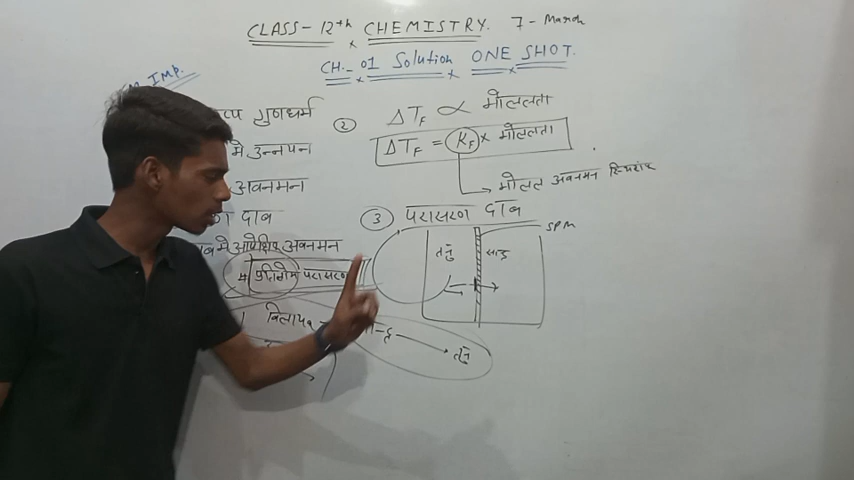 CLASS-12th CHEMISTRY. 7-March
CH.-01 Solution ONE SHOT.
Imp.
गुणधर्म
मे उन्नयन
अवनमन
दाब
मे आपेक्षिक अवनमन
# प्रतिलोम परासरण
विलायक
② ΔTF ∝ मोललता
ΔTF = KF × मोललता
मोलल अवनमन स्थिरांक
③ परासरण दाब
SPM
तनु सान्द्र
तनु